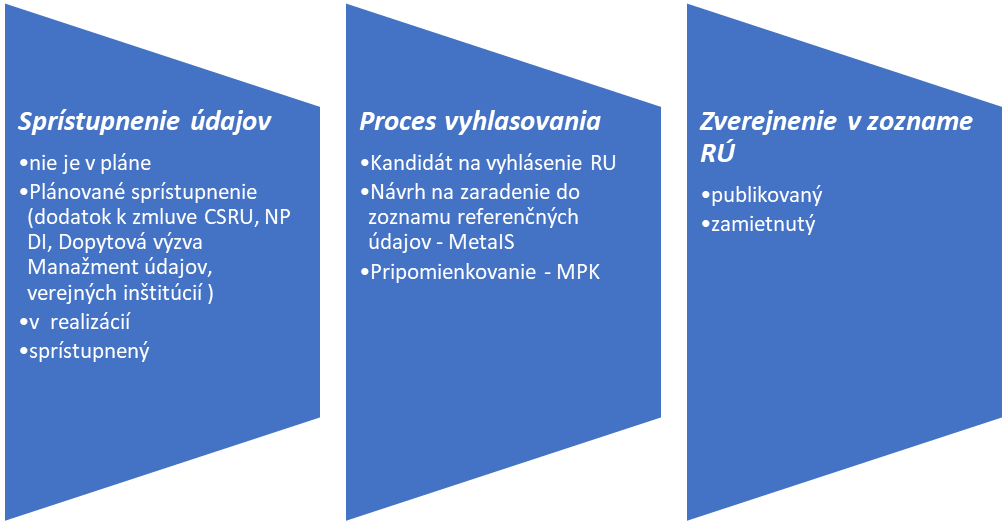 Sprístupnenie údajov
•nie je v pláne
•Plánované sprístupnenie
(dodatok k zmluve CSRU, NP
DI, Dopytová výzva
Manažment údajov,
verejných inštitúcií )
•v realizácií
•sprístupnený
Proces vyhlasovania
•Kandidát na vyhlásenie RU
•Návrh na zaradenie do
zoznamu referenčných
údajov - MetaIS
•Pripomienkovanie - MPK
Zverejnenie v zozname
RÚ
•publikovaný
•zamietnutý